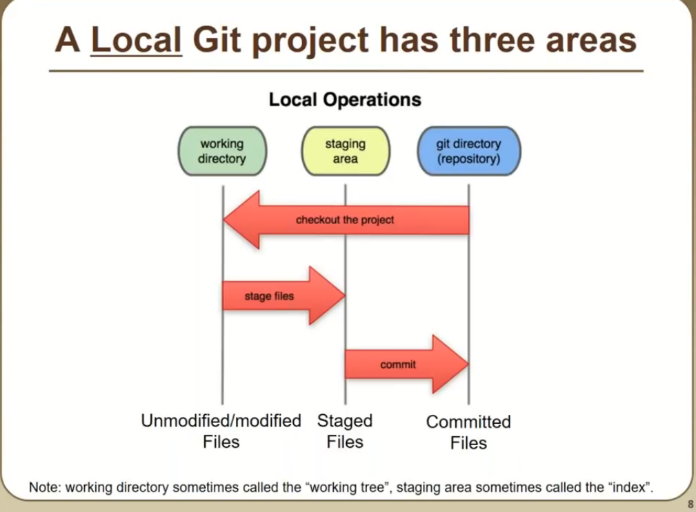 A Local Git project has three areas
Local Operations
working
directory
staging
area
git directory
(repository)
checkout the project
stage files
commit
Unmodified/modified
Files
Staged
Files
Committed
Files
Note: working directory sometimes called the “working tree”, staging area sometimes called the “index”.
8